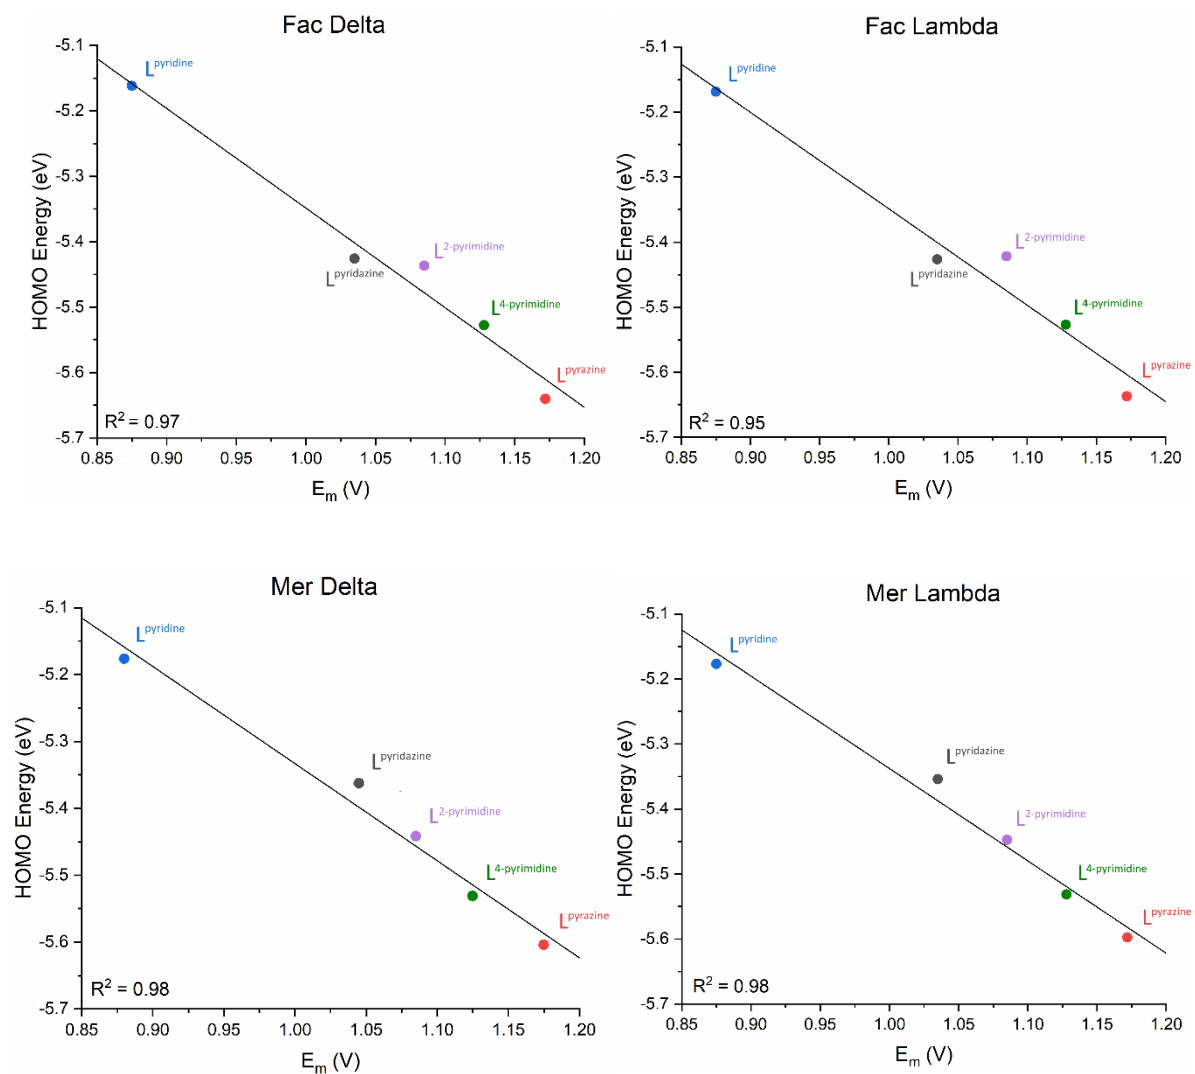 Fac Delta
HOMO Energy (eV)
-5.1
-5.2
-5.3
-5.4
-5.5
-5.6
-5.7
L^pyridine
L^2-pyrimidine
L^pyridazine
L^4-pyrimidine
L^pyrazine
R² = 0.97
0.85 0.90 0.95 1.00 1.05 1.10 1.15 1.20
Eₘ (V)
Fac Lambda
HOMO Energy (eV)
-5.1
-5.2
-5.3
-5.4
-5.5
-5.6
-5.7
L^pyridine
L^2-pyrimidine
L^pyridazine
L^4-pyrimidine
L^pyrazine
R² = 0.95
0.85 0.90 0.95 1.00 1.05 1.10 1.15 1.20
Eₘ (V)
Mer Delta
HOMO Energy (eV)
-5.1
-5.2
-5.3
-5.4
-5.5
-5.6
-5.7
L^pyridine
L^pyridazine
L^2-pyrimidine
L^4-pyrimidine
L^pyrazine
R² = 0.98
0.85 0.90 0.95 1.00 1.05 1.10 1.15 1.20
Eₘ (V)
Mer Lambda
HOMO Energy (eV)
-5.1
-5.2
-5.3
-5.4
-5.5
-5.6
-5.7
L^pyridine
L^pyridazine
L^2-pyrimidine
L^4-pyrimidine
L^pyrazine
R² = 0.98
0.85 0.90 0.95 1.00 1.05 1.10 1.15 1.20
Eₘ (V)